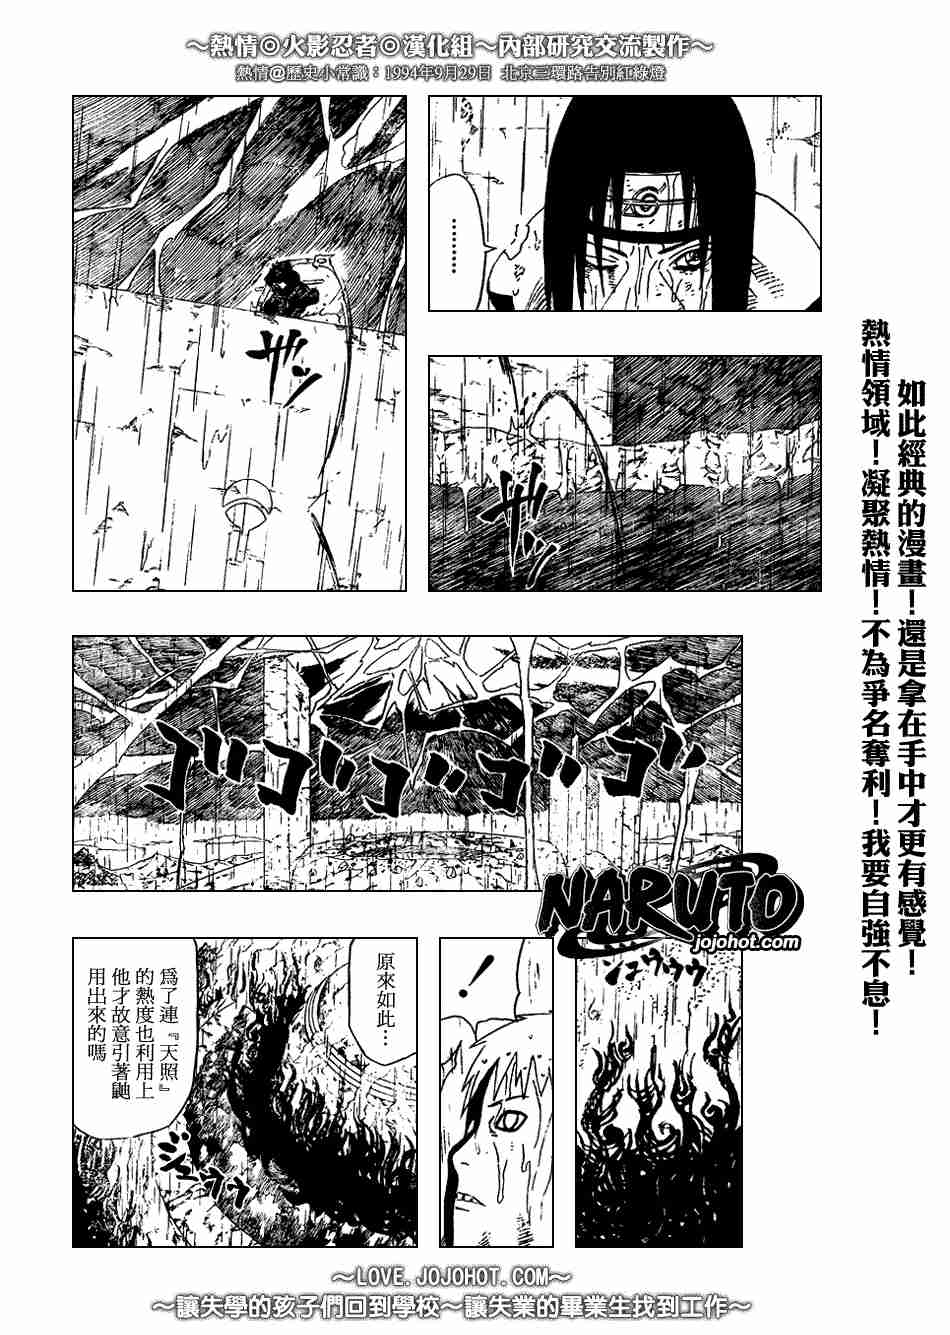 ～熱情◎火影忍者◎漢化組～內部研究交流製作～
熱情@歷史小常識：1994年9月29日 北京三環路告別紅綠燈
………
ザッ
ザッ
如此經典的漫畫！還是拿在手中才更有感覺！
熱情領域！凝聚熱情！不為爭名奪利！我要自強不息！
ゴゴゴゴゴ
NARUTO
jojohot.com
シュウウウ
！
原來如此…
為了連『天照』
的熱度也利用上
他才故意引著鼬
用出來的嗎
ジュウウ
～LOVE.JOJOHOT.COM～
～讓失學的孩子們回到學校～讓失業的畢業生找到工作～